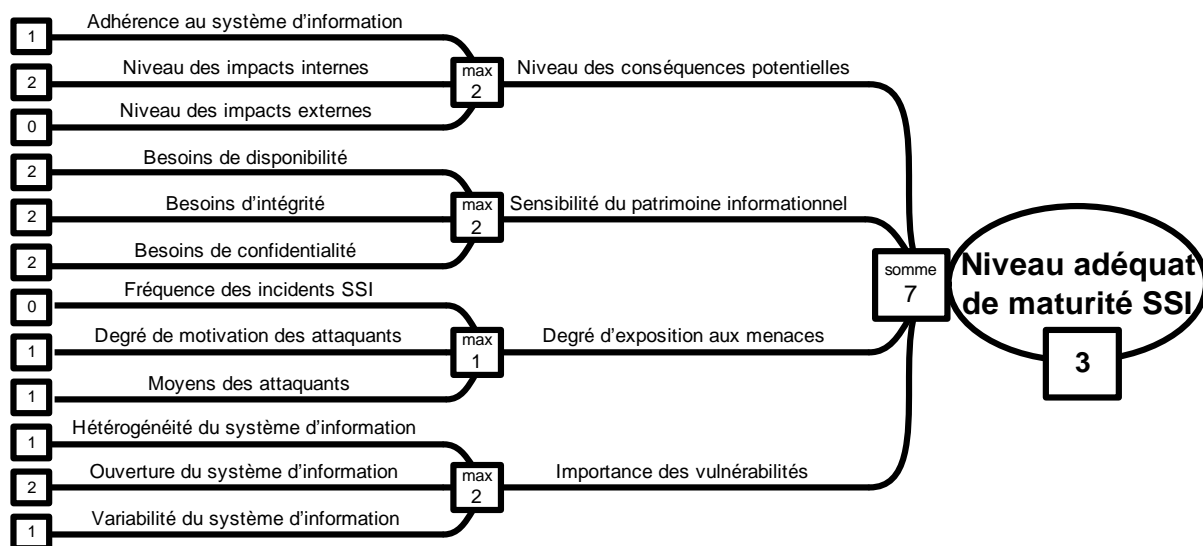 1 Adhérence au système d'information
2 Niveau des impacts internes max 2 Niveau des conséquences potentielles
0 Niveau des impacts externes
2 Besoins de disponibilité
2 Besoins d'intégrité max 2 Sensibilité du patrimoine informationnel
2 Besoins de confidentialité
0 Fréquence des incidents SSI
somme 7
Niveau adéquat
de maturité SSI
3
1 Degré de motivation des attaquants max 1 Degré d'exposition aux menaces
1 Moyens des attaquants
1 Hétérogénéité du système d'information
2 Ouverture du système d'information max 2 Importance des vulnérabilités
1 Variabilité du système d'information